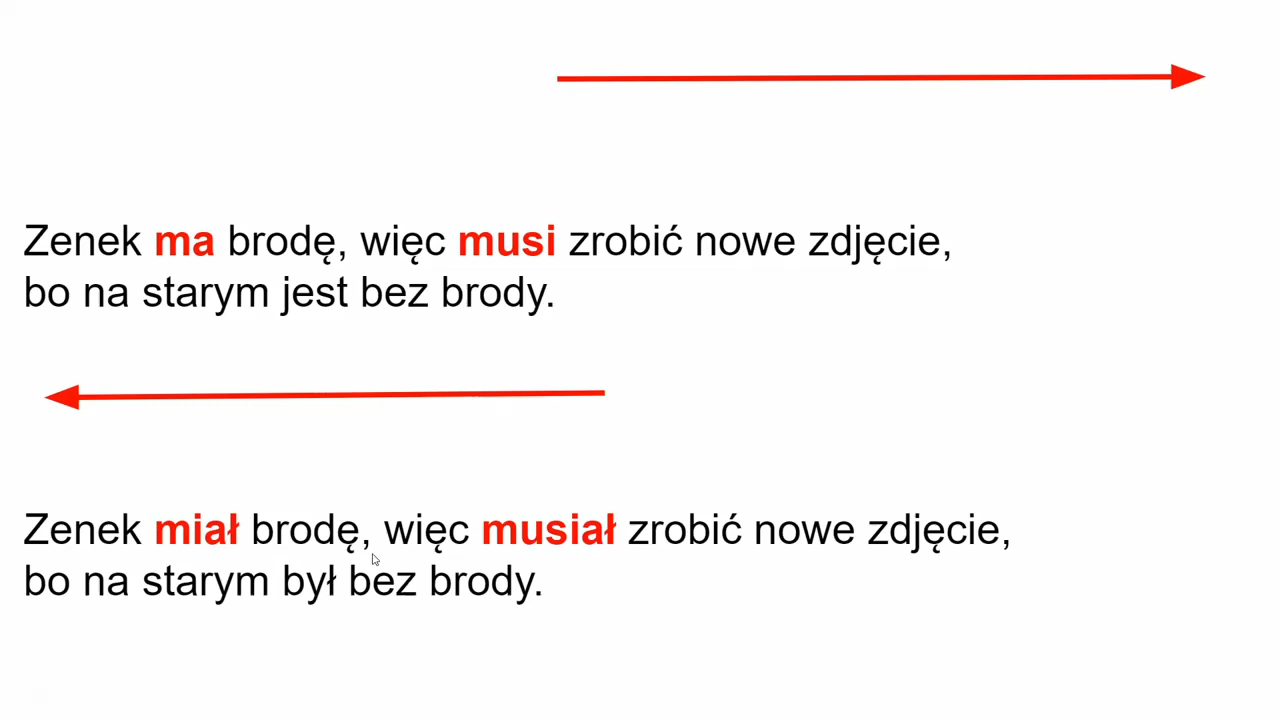 Zenek ma brodę, więc musi zrobić nowe zdjęcie,
bo na starym jest bez brody.
Zenek miał brodę, więc musiał zrobić nowe zdjęcie,
bo na starym był bez brody.